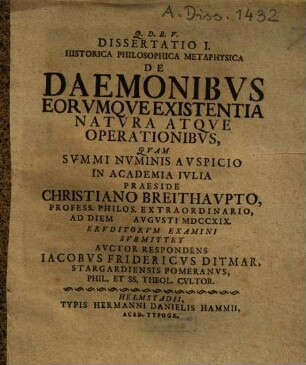 A. Diss. 1432
Q. D. B. V.
DISSERTATIO I.
HISTORICA PHILOSOPHICA METAPHYSICA
DE
DAEMONIBVS
EORVMQVE EXISTENTIA
NATVRA ATQVE
OPERATIONIBVS,
QVAM
SVMMI NVMINIS AVSPICIO
IN ACADEMIA IVLIA
PRAESIDE
CHRISTIANO BREITHAVPTO,
PROFESS. PHILOS. EXTRAORDINARIO,
AD DIEM AVGVSTI MDCCXIX.
ERVDITORVM EXAMINI
SVBMITTET
AVCTOR RESPONDENS
IACOBVS FRIDERICVS DITMAR,
STARGARDIENSIS POMERANVS,
PHIL. ET SS. THEOL. CVLTOR.
HELMSTADII,
TYPIS HERMANNI DANIELIS HAMMII,
ACAD. TYPOGR.